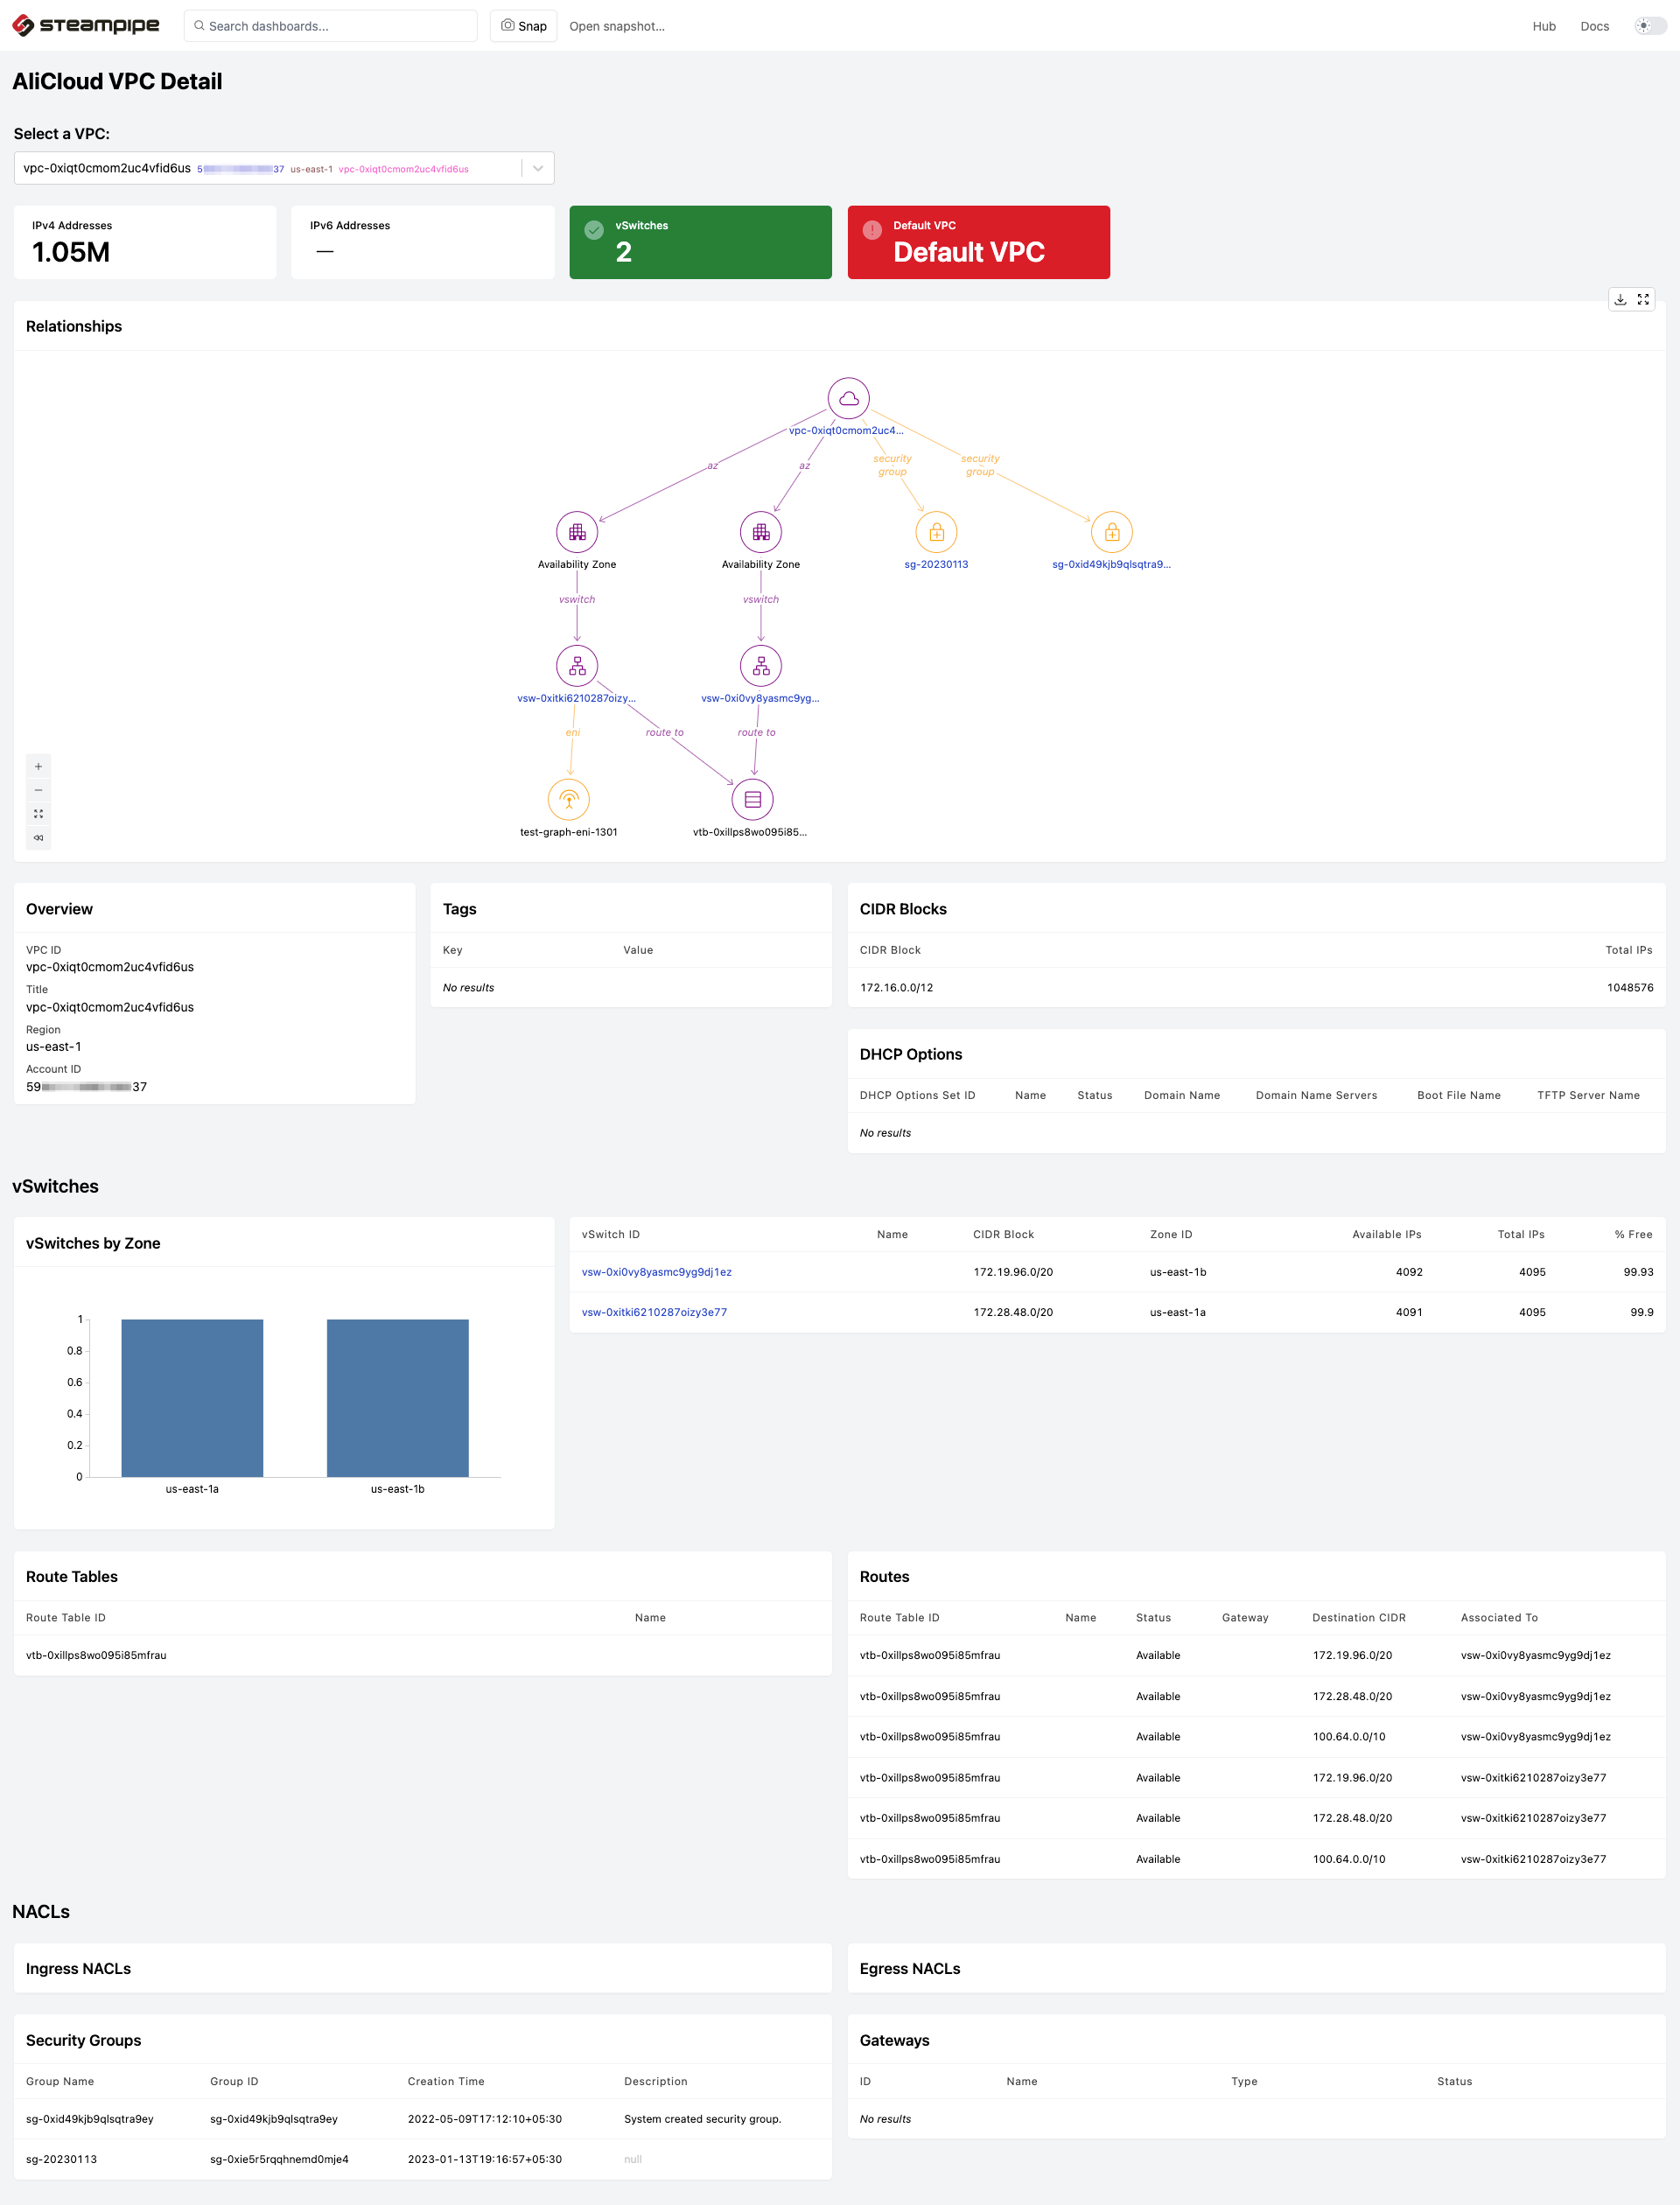 steampipe Search dashboards... Snap Open snapshot... Hub Docs
AliCloud VPC Detail
Select a VPC:
vpc-0xiqt0cmom2uc4vfid6us 5 37 us-east-1 vpc-0xiqt0cmom2uc4vfid6us
IPv4 Addresses
1.05M
IPv6 Addresses
—
vSwitches
2
Default VPC
Default VPC
Relationships
vpc-0xiqt0cmom2uc4...
az az security group security group
Availability Zone Availability Zone sg-20230113 sg-0xid49kjb9qlsqtra9...
vswitch vswitch
vsw-0xitki6210287oizy... vsw-0xi0vy8yasmc9yg...
eni route to route to
test-graph-eni-1301 vtb-0xillps8wo095i85...
Overview
VPC ID
vpc-0xiqt0cmom2uc4vfid6us
Title
vpc-0xiqt0cmom2uc4vfid6us
Region
us-east-1
Account ID
59 37
Tags
Key Value
No results
CIDR Blocks
CIDR Block Total IPs
172.16.0.0/12 1048576
DHCP Options
DHCP Options Set ID Name Status Domain Name Domain Name Servers Boot File Name TFTP Server Name
No results
vSwitches
vSwitches by Zone
1
0.8
0.6
0.4
0.2
0
us-east-1a us-east-1b
vSwitch ID Name CIDR Block Zone ID Available IPs Total IPs % Free
vsw-0xi0vy8yasmc9yg9dj1ez 172.19.96.0/20 us-east-1b 4092 4095 99.93
vsw-0xitki6210287oizy3e77 172.28.48.0/20 us-east-1a 4091 4095 99.9
Route Tables
Route Table ID Name
vtb-0xillps8wo095i85mfrau
Routes
Route Table ID Name Status Gateway Destination CIDR Associated To
vtb-0xillps8wo095i85mfrau Available 172.19.96.0/20 vsw-0xi0vy8yasmc9yg9dj1ez
vtb-0xillps8wo095i85mfrau Available 172.28.48.0/20 vsw-0xi0vy8yasmc9yg9dj1ez
vtb-0xillps8wo095i85mfrau Available 100.64.0.0/10 vsw-0xi0vy8yasmc9yg9dj1ez
vtb-0xillps8wo095i85mfrau Available 172.19.96.0/20 vsw-0xitki6210287oizy3e77
vtb-0xillps8wo095i85mfrau Available 172.28.48.0/20 vsw-0xitki6210287oizy3e77
vtb-0xillps8wo095i85mfrau Available 100.64.0.0/10 vsw-0xitki6210287oizy3e77
NACLs
Ingress NACLs
Egress NACLs
Security Groups
Group Name Group ID Creation Time Description
sg-0xid49kjb9qlsqtra9ey sg-0xid49kjb9qlsqtra9ey 2022-05-09T17:12:10+05:30 System created security group.
sg-20230113 sg-0xie5r5rqqhnemd0mje4 2023-01-13T19:16:57+05:30 null
Gateways
ID Name Type Status
No results